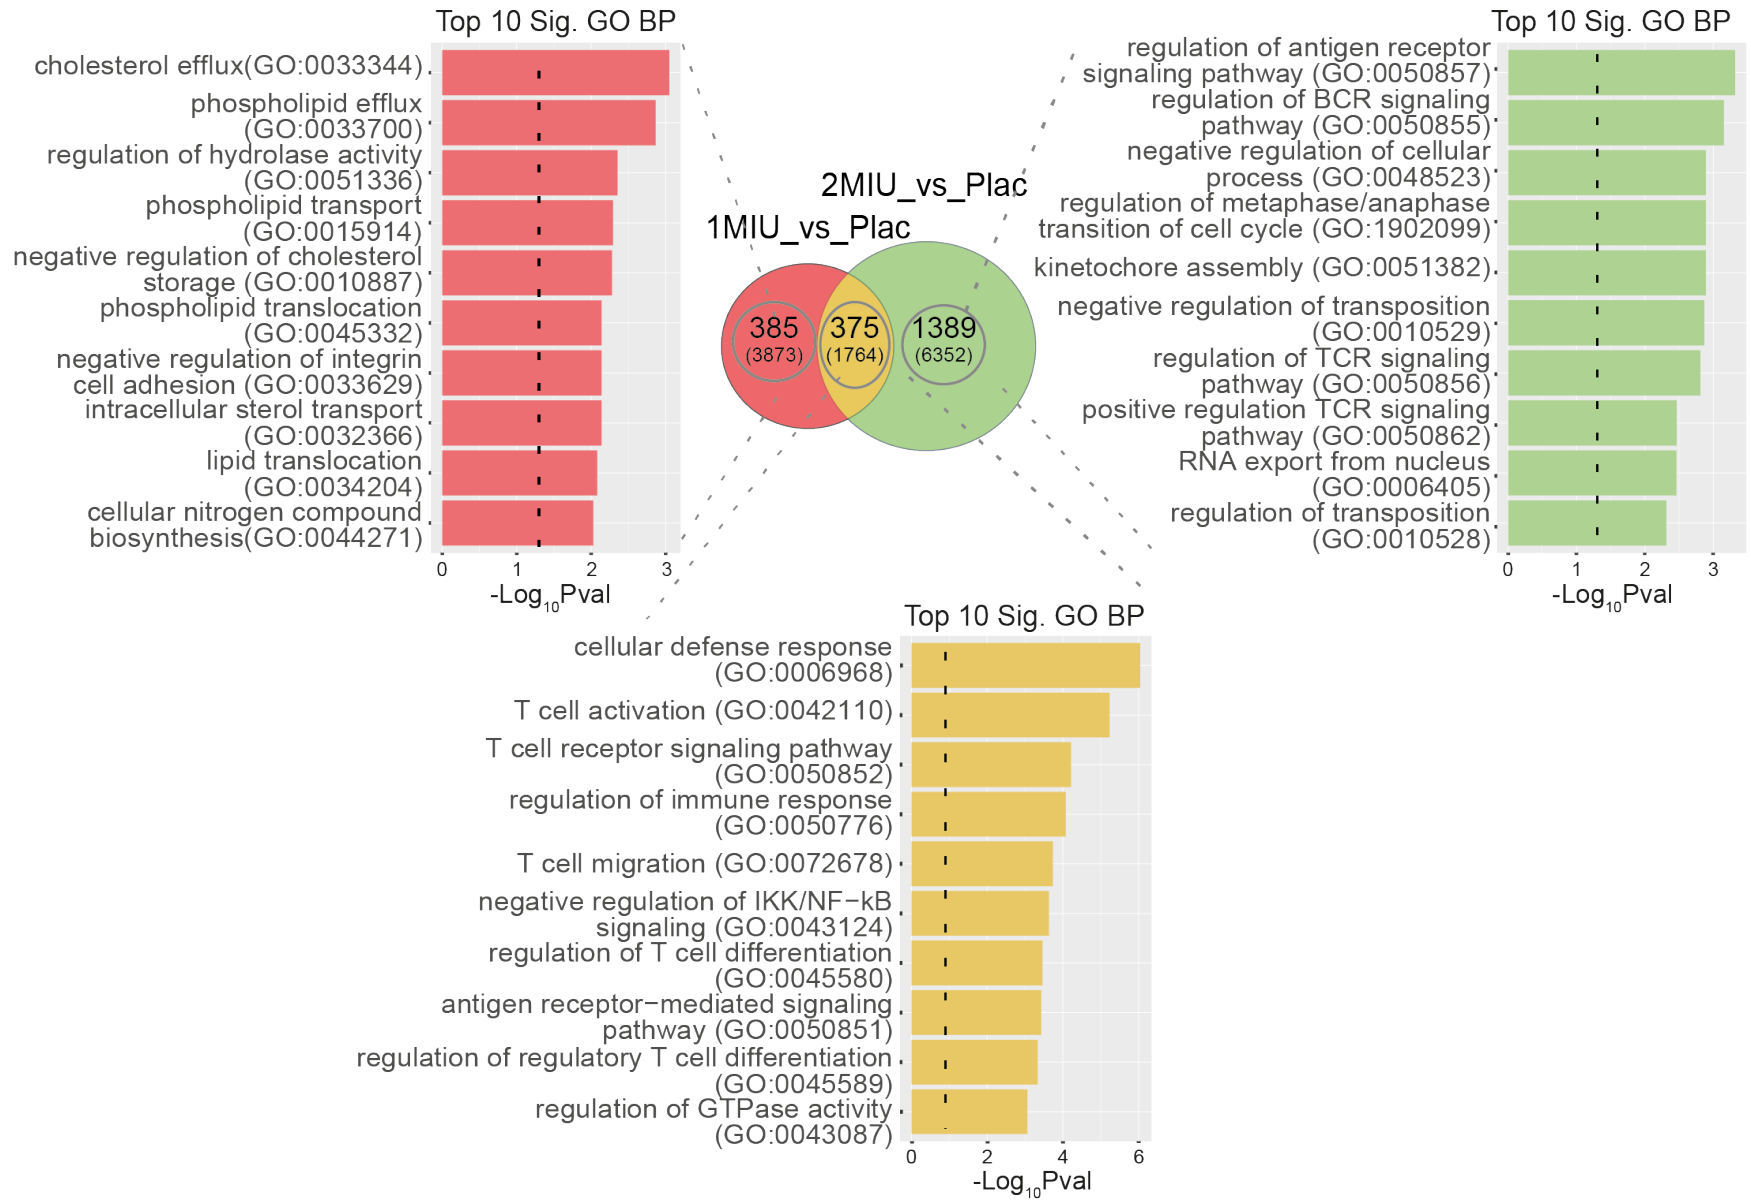 Top 10 Sig. GO BP
cholesterol efflux(GO:0033344)
phospholipid efflux
(GO:0033700)
regulation of hydrolase activity
(GO:0051336)
phospholipid transport
(GO:0015914)
negative regulation of cholesterol
storage (GO:0010887)
phospholipid translocation
(GO:0045332)
negative regulation of integrin
cell adhesion (GO:0033629)
intracellular sterol transport
(GO:0032366)
lipid translocation
(GO:0034204)
cellular nitrogen compound
biosynthesis(GO:0044271)
0 1 2 3
-Log10Pval
2MIU_vs_Plac
1MIU_vs_Plac
385 375 1389
(3873) (1764) (6352)
Top 10 Sig. GO BP
regulation of antigen receptor
signaling pathway (GO:0050857)
regulation of BCR signaling
pathway (GO:0050855)
negative regulation of cellular
process (GO:0048523)
regulation of metaphase/anaphase
transition of cell cycle (GO:1902099)
kinetochore assembly (GO:0051382)
negative regulation of transposition
(GO:0010529)
regulation of TCR signaling
pathway (GO:0050856)
positive regulation TCR signaling
pathway (GO:0050862)
RNA export from nucleus
(GO:0006405)
regulation of transposition
(GO:0010528)
0 1 2 3
-Log10Pval
Top 10 Sig. GO BP
cellular defense response
(GO:0006968)
T cell activation (GO:0042110)
T cell receptor signaling pathway
(GO:0050852)
regulation of immune response
(GO:0050776)
T cell migration (GO:0072678)
negative regulation of IKK/NF−kB
signaling (GO:0043124)
regulation of T cell differentiation
(GO:0045580)
antigen receptor−mediated signaling
pathway (GO:0050851)
regulation of regulatory T cell differentiation
(GO:0045589)
regulation of GTPase activity
(GO:0043087)
0 2 4 6
-Log10Pval